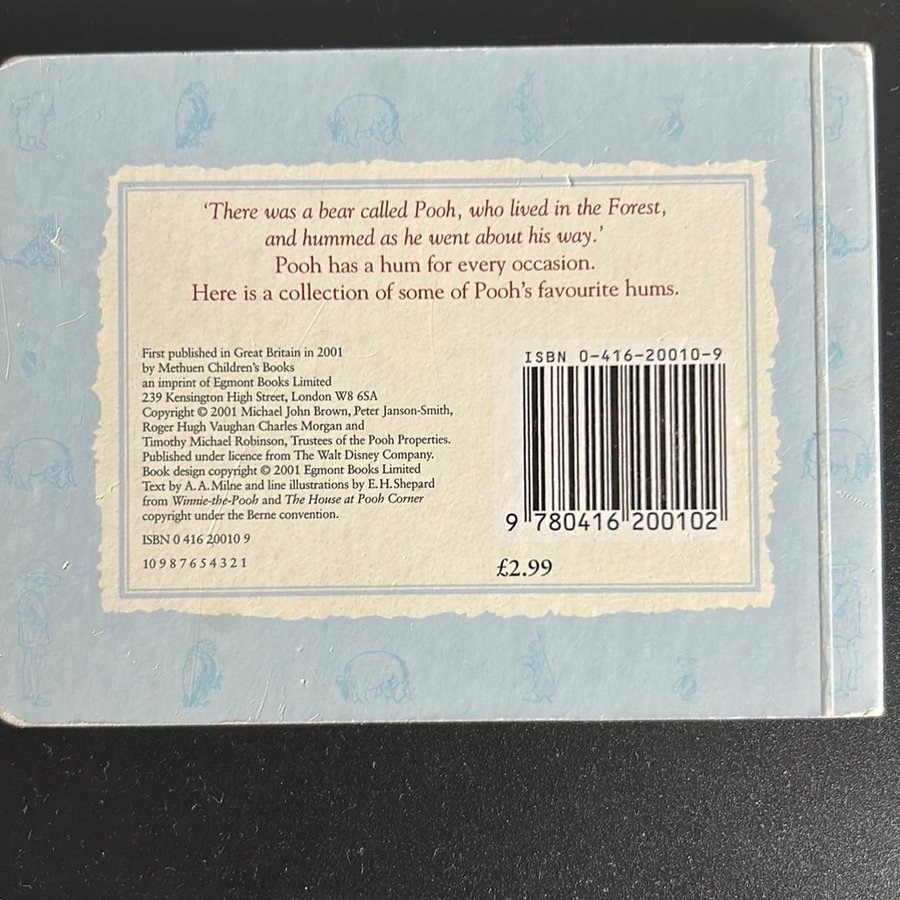 ‘There was a bear called Pooh, who lived in the Forest,
and hummed as he went about his way.’
Pooh has a hum for every occasion.
Here is a collection of some of Pooh’s favourite hums.
First published in Great Britain in 2001
by Methuen Children’s Books
an imprint of Egmont Books Limited
239 Kensington High Street, London W8 6SA
Copyright © 2001 Michael John Brown, Peter Janson-Smith,
Roger Hugh Vaughan Charles Morgan and
Timothy Michael Robinson, Trustees of the Pooh Properties.
Published under licence from The Walt Disney Company.
Book design copyright © 2001 Egmont Books Limited
Text by A. A. Milne and line illustrations by E. H. Shepard
from Winnie-the-Pooh and The House at Pooh Corner
copyright under the Berne convention.
ISBN 0 416 20010 9
10 9 8 7 6 5 4 3 2 1
ISBN 0-416-20010-9
9 780416 200102
£2.99